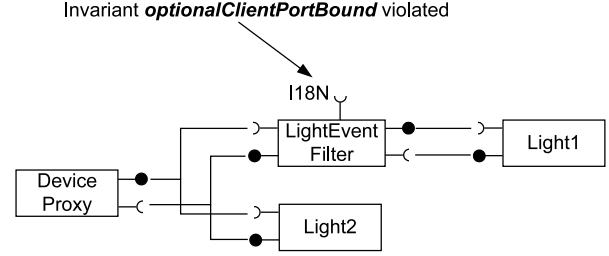 Invariant optionalClientPortBound violated
I18N
LightEvent
Filter
Light1
Device
Proxy
Light2